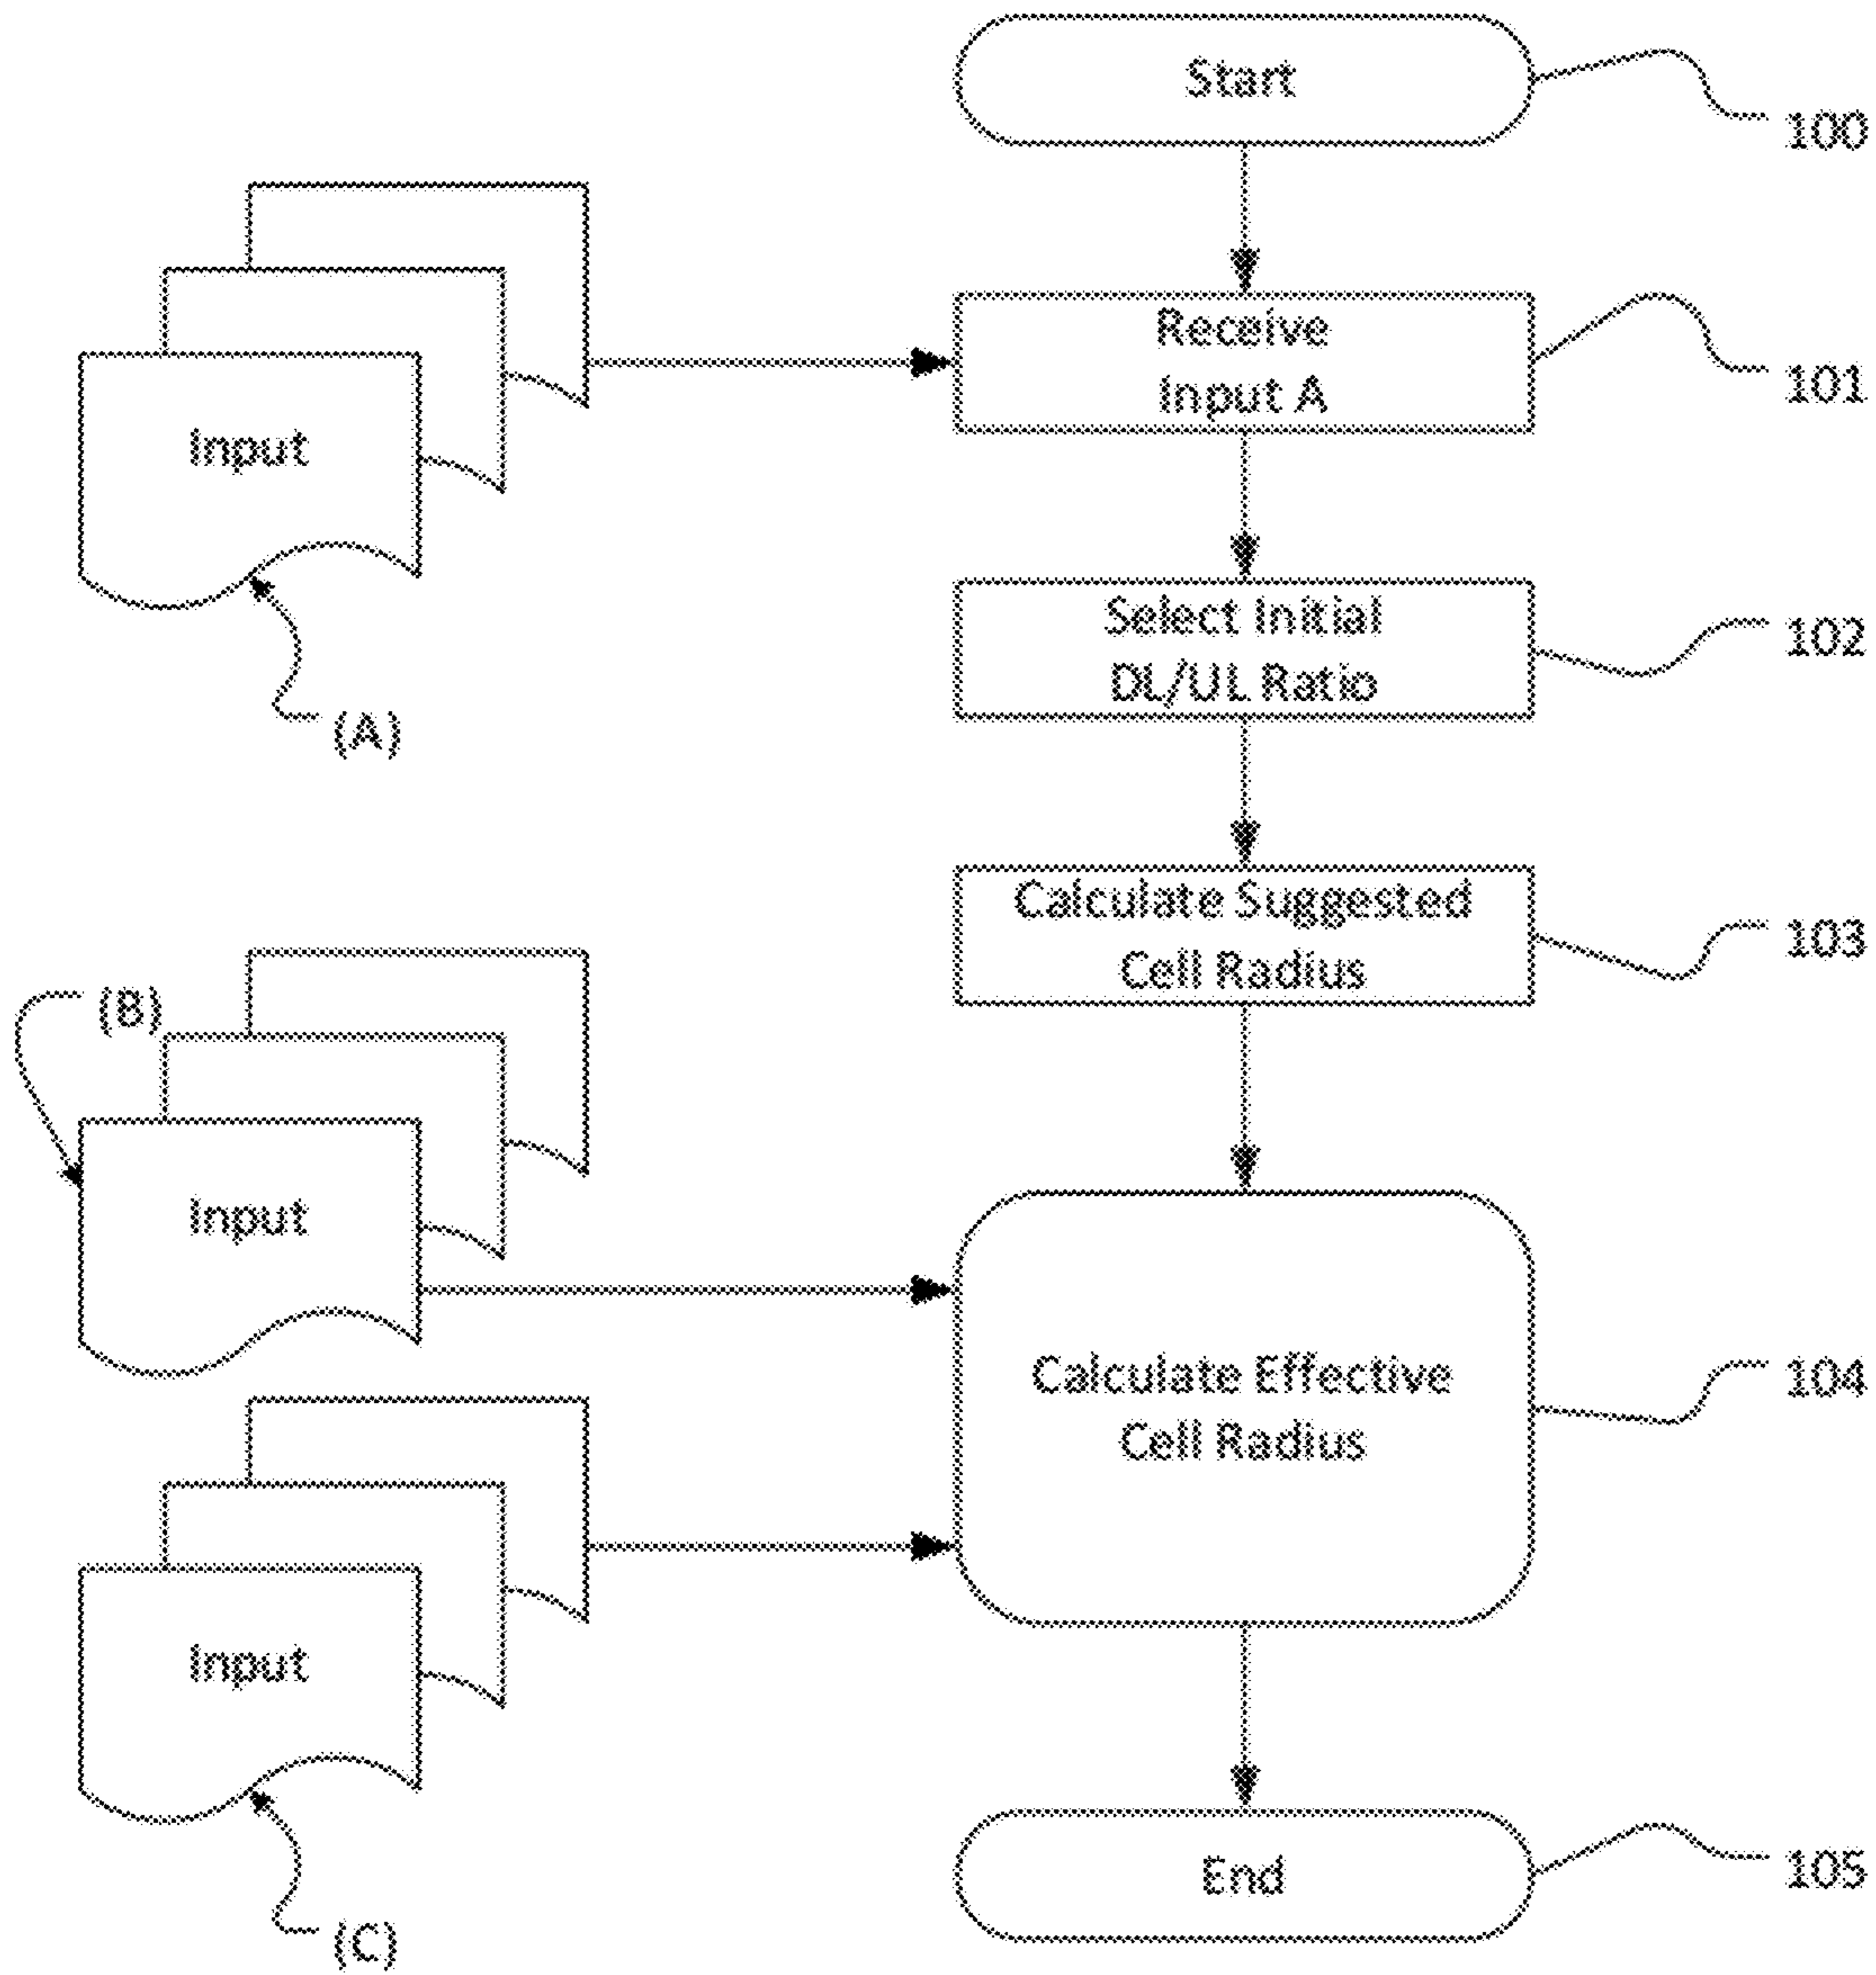 Start
100
Receive
Input A
101
Input
(A)
Select Initial
DL/UL Ratio
102
Calculate Suggested
Cell Radius
103
(B)
Input
Calculate Effective
Cell Radius
104
Input
(C)
End
105